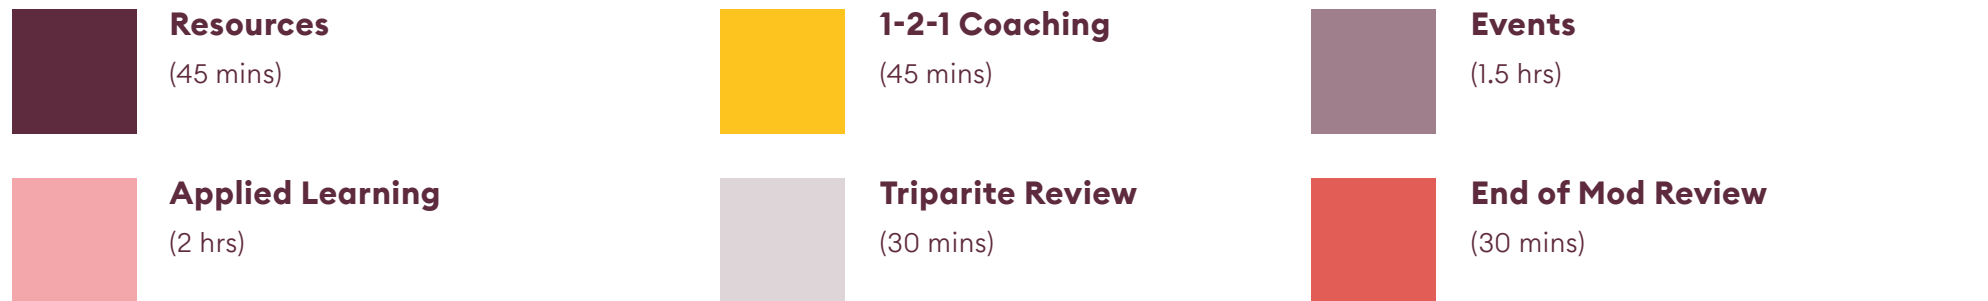 Resources
(45 mins)
1-2-1 Coaching
(45 mins)
Events
(1.5 hrs)
Applied Learning
(2 hrs)
Triparite Review
(30 mins)
End of Mod Review
(30 mins)